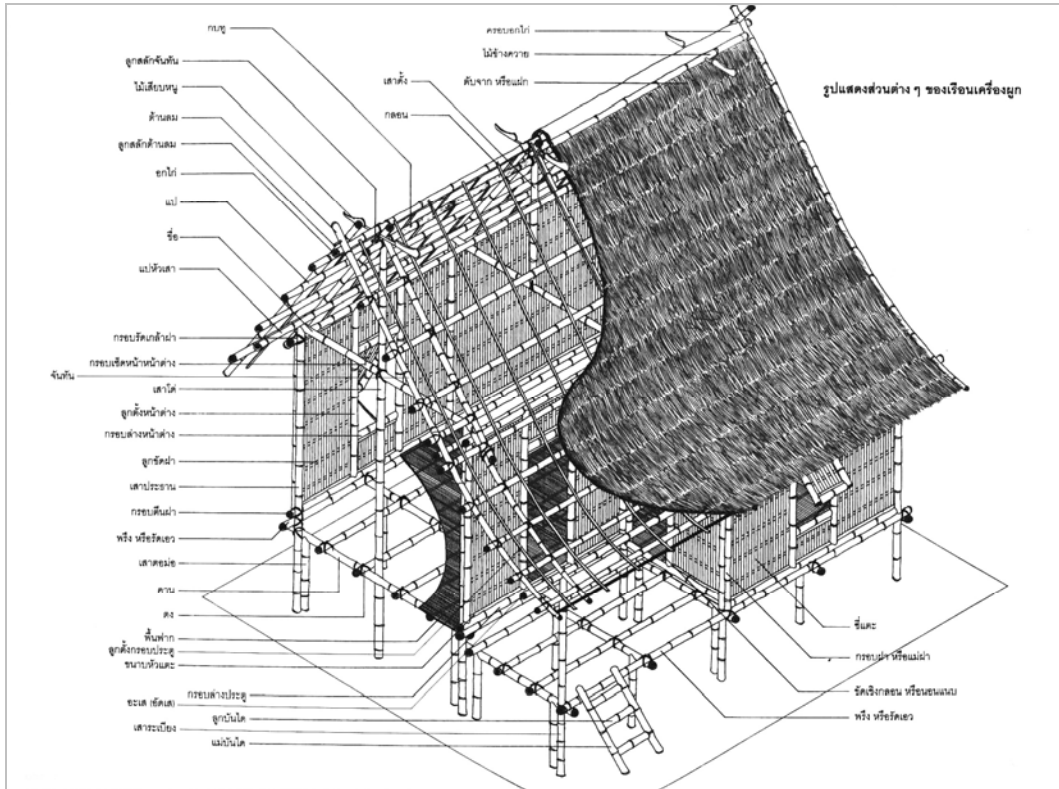 รูปแสดงส่วนต่าง ๆ ของเรือนเครื่องผูก
กบทู
ลูกสลักจันทัน
ไม้เสียบหนู
ด้านลม
ลูกสลักด้านลม
อกไก่
แป
ขื่อ
แปหัวเสา
กรอบรัดเกล้าฝา
กรอบเช็ดหน้าหน้าต่าง
จันทัน
เสาโด่
ลูกตั้งหน้าต่าง
กรอบล่างหน้าต่าง
ลูกขัดฝา
เสาประธาน
กรอบตีนฝา
พรึง หรือรัดเอว
เสาตอม่อ
คาน
ตง
พื้นฟาก
ลูกตั้งกรอบประตู
ขนาบหัวแตะ
กรอบล่างประตู
อะเส (อัดเส)
ลูกบันได
เสาระเบียง
แม่บันได
ครอบอกไก่
ไม้ข้างควาย
ตับจาก หรือแฝก
เสาตั้ง
กลอน
ขี่แตะ
กรอบฝา หรือแม่ฝา
ขัดเชิงกลอน หรือนอนแนบ
พรึง หรือรัดเอว